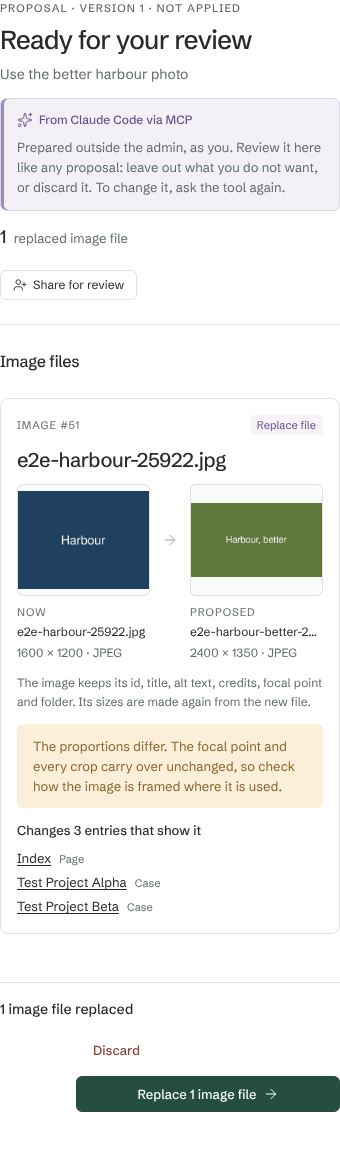 PROPOSAL · VERSION 1 · NOT APPLIED
Ready for your review
Use the better harbour photo
From Claude Code via MCP
Prepared outside the admin, as you. Review it here
like any proposal: leave out what you do not want,
or discard it. To change it, ask the tool again.
1 replaced image file
Share for review
Image files
IMAGE #51
Replace file
e2e-harbour-25922.jpg
Harbour
Harbour, better
NOW
e2e-harbour-25922.jpg
1600 × 1200 · JPEG
PROPOSED
e2e-harbour-better-2...
2400 × 1350 · JPEG
The image keeps its id, title, alt text, credits, focal point
and folder. Its sizes are made again from the new file.
The proportions differ. The focal point and
every crop carry over unchanged, so check
how the image is framed where it is used.
Changes 3 entries that show it
Index Page
Test Project Alpha Case
Test Project Beta Case
1 image file replaced
Discard
Replace 1 image file →